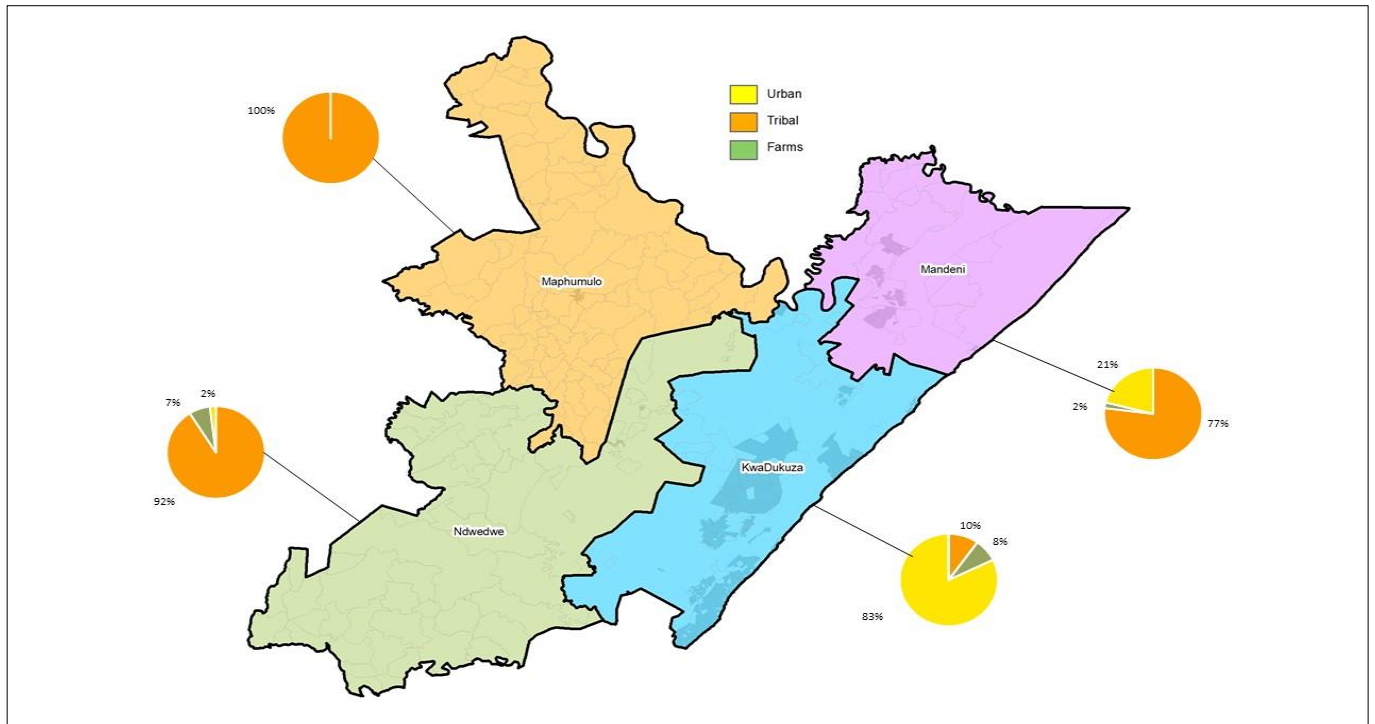 100%
Urban
Tribal
Farms
Mandeni
Maphumulo
21%
2%
77%
7%
2%
92%
KwaDukuza
Ndwedwe
10%
8%
83%